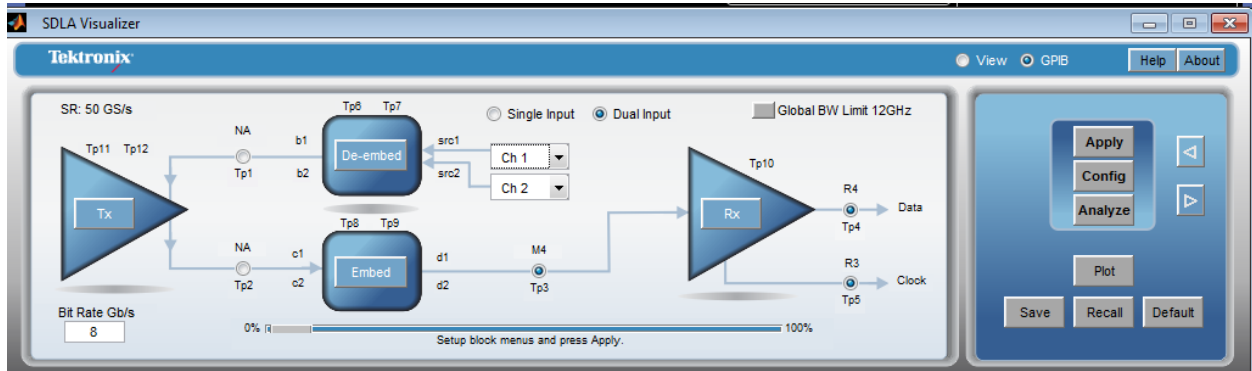 SDLA Visualizer
Tektronix
View GPIB Help About
SR: 50 GS/s
Tp6 Tp7
Single Input Dual Input
Global BW Limit 12GHz
NA
b1
De-embed
src1
Ch 1
Tp11 Tp12
Tp1
b2
src2
Ch 2
Tp10
R4
Tx
Tp8 Tp9
Rx
Data
Tp4
NA
c1
Embed
d1
M4
R3
Tp2
c2
d2
Tp3
Clock
Tp5
Bit Rate Gb/s
8
0%
100%
Setup block menus and press Apply.
Apply
Config
Analyze
Plot
Save Recall Default